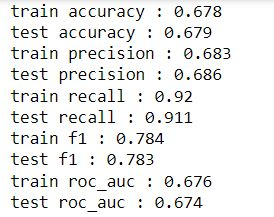 train accuracy : 0.678
test accuracy : 0.679
train precision : 0.683
test precision : 0.686
train recall : 0.92
test recall : 0.911
train f1 : 0.784
test f1 : 0.783
train roc_auc : 0.676
test roc_auc : 0.674